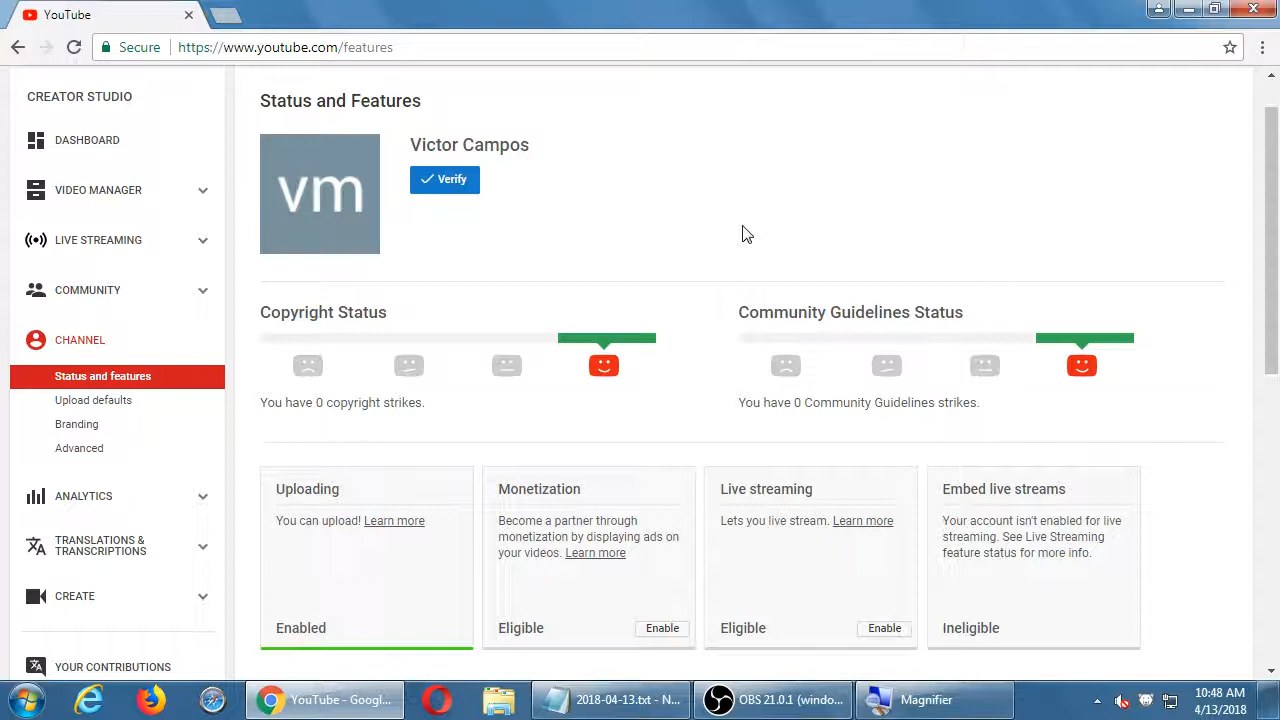 YouTube
Secure https://www.youtube.com/features
CREATOR STUDIO
DASHBOARD
VIDEO MANAGER
LIVE STREAMING
COMMUNITY
CHANNEL
Status and features
Upload defaults
Branding
Advanced
ANALYTICS
TRANSLATIONS &
TRANSCRIPTIONS
CREATE
YOUR CONTRIBUTIONS
Status and Features
vm
Victor Campos
Verify
Copyright Status
You have 0 copyright strikes.
Community Guidelines Status
You have 0 Community Guidelines strikes.
Uploading
You can upload! Learn more
Enabled
Monetization
Become a partner through
monetization by displaying ads on
your videos. Learn more
Eligible Enable
Live streaming
Lets you live stream. Learn more
Eligible Enable
Embed live streams
Your account isn't enabled for live
streaming. See Live Streaming
feature status for more info.
Ineligible
YouTube - Googl...
2018-04-13.txt - N...
OBS 21.0.1 (windo...
Magnifier
10:48 AM
4/13/2018